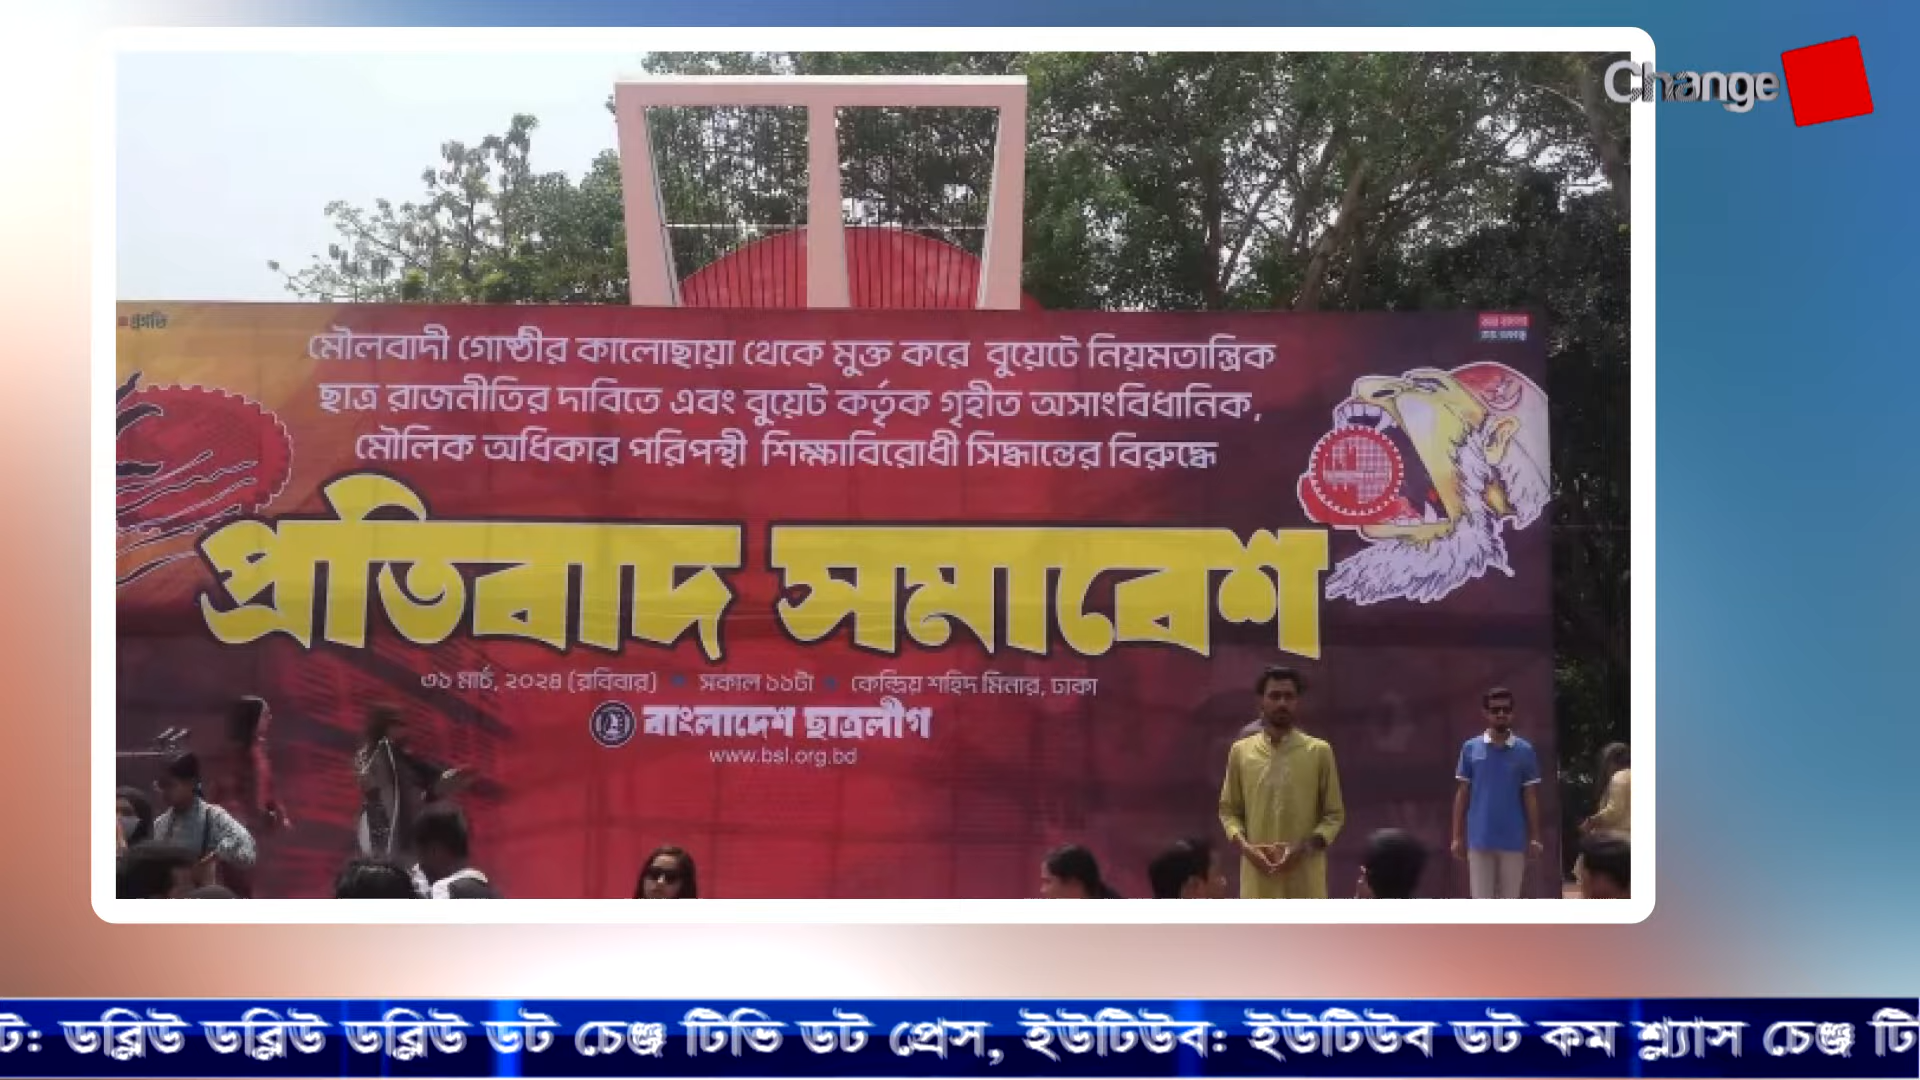 Change
প্রগতি
মৌলবাদী গোষ্ঠীর কালোছায়া থেকে মুক্ত করে বুয়েটে নিয়মতান্ত্রিক
ছাত্র রাজনীতির দাবিতে এবং বুয়েট কর্তৃক গৃহীত অসাংবিধানিক,
মৌলিক অধিকার পরিপন্থী শিক্ষাবিরোধী সিদ্ধান্তের বিরুদ্ধে
প্রতিবাদ সমাবেশ
৩১ মার্চ, ২০২৪ (রবিবার) সকাল ১১টা কেন্দ্রিয় শহিদ মিনার, ঢাকা
বাংলাদেশ ছাত্রলীগ
www.bsl.org.bd
ট: ডব্লিউ ডব্লিউ ডব্লিউ ডট চেঞ্জ টিভি ডট প্রেস, ইউটিউব: ইউটিউব ডট কম শ্ল্যাস চেঞ্জ টি